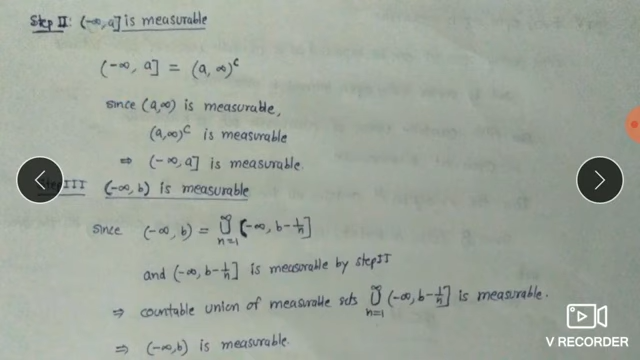 Step II: (-∞, a] is measurable
(-∞, a] = (a, ∞)ᶜ
since (a,∞) is measurable,
(a,∞)ᶜ is measurable
⇒ (-∞, a] is measurable.
Step III (-∞, b) is measurable
since (-∞, b) = ∞∪n=1 (-∞, b-1/n]
and (-∞, b-1/n] is measurable by step II
⇒ countable union of measurable sets ∞∪n=1 (-∞, b-1/n] is measurable.
⇒ (-∞, b) is measurable.
V RECORDER